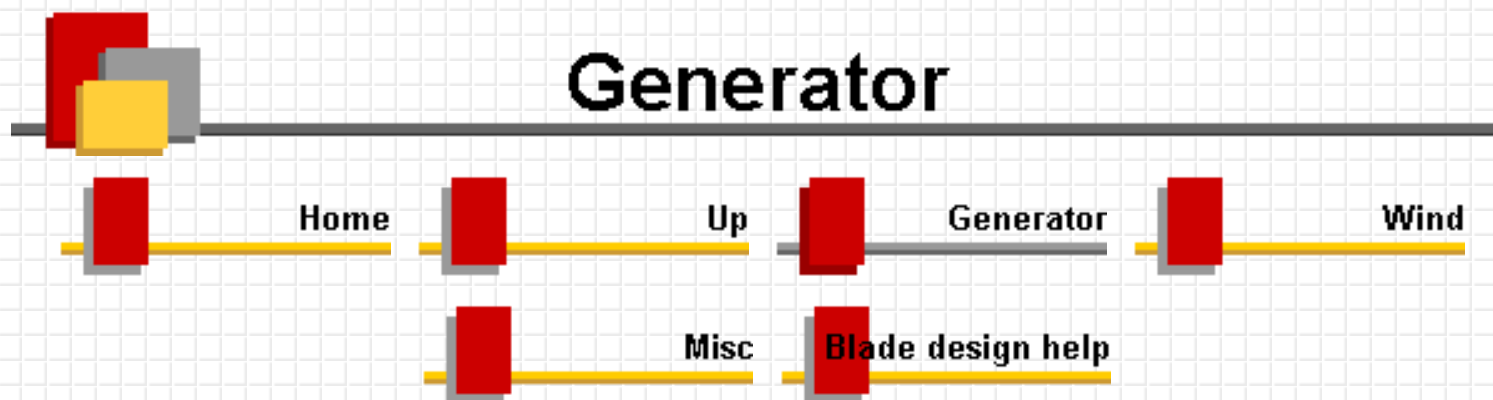 Generator
Home
Up
Generator
Wind
Misc
Blade design help